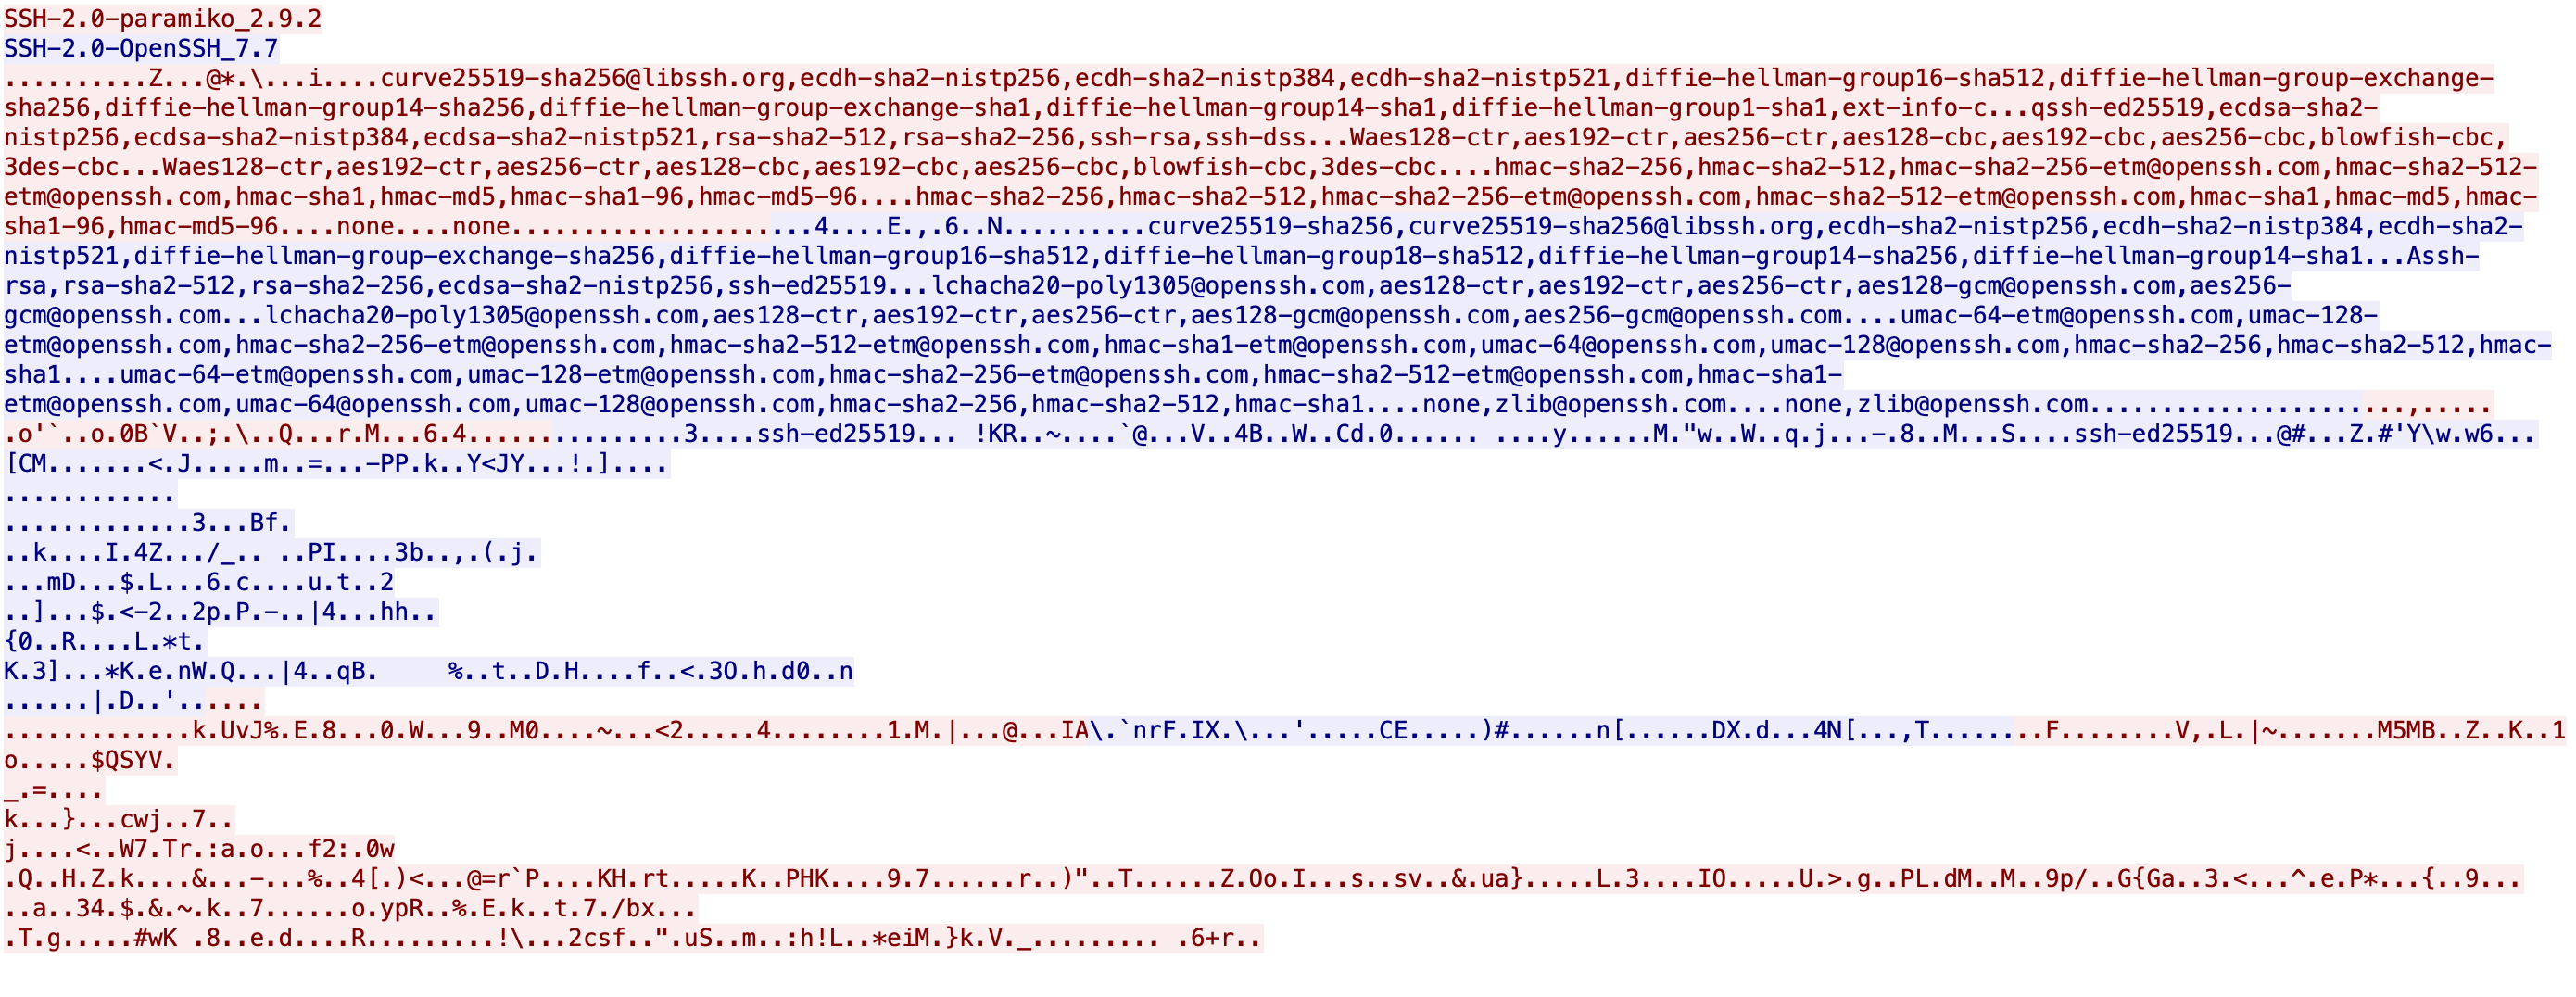 SSH-2.0-paramiko_2.9.2
SSH-2.0-OpenSSH_7.7
..........Z...@*.\...i....curve25519-sha256@libssh.org,ecdh-sha2-nistp256,ecdh-sha2-nistp384,ecdh-sha2-nistp521,diffie-hellman-group16-sha512,diffie-hellman-group-exchange-
sha256,diffie-hellman-group14-sha256,diffie-hellman-group-exchange-sha1,diffie-hellman-group14-sha1,diffie-hellman-group1-sha1,ext-info-c...qssh-ed25519,ecdsa-sha2-
nistp256,ecdsa-sha2-nistp384,ecdsa-sha2-nistp521,rsa-sha2-512,rsa-sha2-256,ssh-rsa,ssh-dss...Waes128-ctr,aes192-ctr,aes256-ctr,aes128-cbc,aes192-cbc,aes256-cbc,blowfish-cbc,
3des-cbc...Waes128-ctr,aes192-ctr,aes256-ctr,aes128-cbc,aes192-cbc,aes256-cbc,blowfish-cbc,3des-cbc....hmac-sha2-256,hmac-sha2-512,hmac-sha2-256-etm@openssh.com,hmac-sha2-512-
etm@openssh.com,hmac-sha1,hmac-md5,hmac-sha1-96,hmac-md5-96....hmac-sha2-256,hmac-sha2-512,hmac-sha2-256-etm@openssh.com,hmac-sha2-512-etm@openssh.com,hmac-sha1,hmac-md5,hmac-
sha1-96,hmac-md5-96....none....none.....................4....E.,.6..N..........curve25519-sha256,curve25519-sha256@libssh.org,ecdh-sha2-nistp256,ecdh-sha2-nistp384,ecdh-sha2-
nistp521,diffie-hellman-group-exchange-sha256,diffie-hellman-group16-sha512,diffie-hellman-group18-sha512,diffie-hellman-group14-sha256,diffie-hellman-group14-sha1...Assh-
rsa,rsa-sha2-512,rsa-sha2-256,ecdsa-sha2-nistp256,ssh-ed25519...lchacha20-poly1305@openssh.com,aes128-ctr,aes192-ctr,aes256-ctr,aes128-gcm@openssh.com,aes256-
gcm@openssh.com...lchacha20-poly1305@openssh.com,aes128-ctr,aes192-ctr,aes256-ctr,aes128-gcm@openssh.com,aes256-gcm@openssh.com....umac-64-etm@openssh.com,umac-128-
etm@openssh.com,hmac-sha2-256-etm@openssh.com,hmac-sha2-512-etm@openssh.com,hmac-sha1-etm@openssh.com,umac-64@openssh.com,umac-128@openssh.com,hmac-sha2-256,hmac-sha2-512,hmac-
sha1....umac-64-etm@openssh.com,umac-128-etm@openssh.com,hmac-sha2-256-etm@openssh.com,hmac-sha2-512-etm@openssh.com,hmac-sha1-
etm@openssh.com,umac-64@openssh.com,umac-128@openssh.com,hmac-sha2-256,hmac-sha2-512,hmac-sha1....none,zlib@openssh.com....none,zlib@openssh.com......................,.....
.o'`..o.0B`V..;.\..Q...r.M...6.4...............3....ssh-ed25519... !KR..~....`@...V..4B..W..Cd.0...... ....y......M."w..W..q.j...-.8..M...S....ssh-ed25519...@#...Z.#'Y\w.w6...
[CM.......<.J.....m..=...-PP.k..Y<JY...!.]....
............
.............3...Bf.
..k....I.4Z.../_.. ..PI....3b..,.(.j.
...mD...$.L...6.c....u.t..2
..]...$.<-2..2p.P.-..|4...hh..
{0..R....L.*t.
K.3]...*K.e.nW.Q...|4..qB.     %..t..D.H....f..<.3O.h.d0..n
......|.D..'......
.............k.UvJ%.E.8...0.W...9..M0....~...<2.....4........1.M.|...@...IA\.`nrF.IX.\...'.....CE.....)#......n[......DX.d...4N[...,T.........F........V,.L.|~.......M5MB..Z..K..1
o.....$QSYV.
_.=....
k...}...cwj..7..
j....<..W7.Tr.:a.o...f2:.0w
.Q..H.Z.k....&...-...%..4[.)<...@=r`P....KH.rt.....K..PHK....9.7......r..)"..T......Z.Oo.I...s..sv..&.ua}.....L.3....IO.....U.>.g..PL.dM..M..9p/..G{Ga..3.<...^.e.P*...{..9...
..a..34.$.&.~.k..7......o.ypR..%.E.k..t.7./bx...
.T.g.....#wK .8..e.d....R.........!\...2csf..".uS..m..:h!L..*eiM.}k.V._......... .6+r..